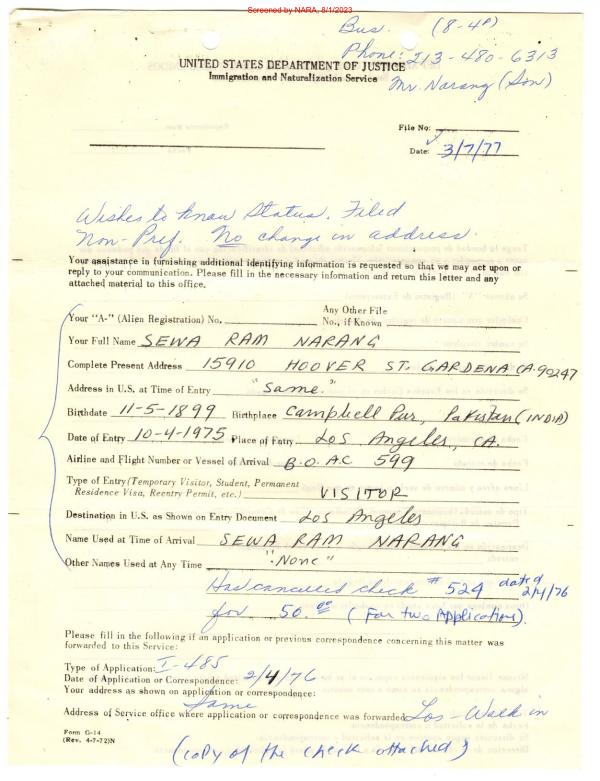 Screened by NARA, 8/1/2023
Bus. (8-4P)
Phone: 213-480-6313
Mr. Narang (Son)
UNITED STATES DEPARTMENT OF JUSTICE
Immigration and Naturalization Service
File No:
Date: 3/7/77
Wishes to know Status. Filed
Non-Pref. No change in address.
Your assistance in furnishing additional identifying information is requested so that we may act upon or
reply to your communication. Please fill in the necessary information and return this letter and any
attached material to this office.
Your "A-" (Alien Registration) No. Any Other File
No., if Known
Your Full Name SEWA RAM NARANG
Complete Present Address 15910 HOOVER ST. GARDENA CA. 90247
Address in U.S. at Time of Entry "Same."
Birthdate 11-5-1899 Birthplace Campbell Pur, Pakistan (INDIA)
Date of Entry 10-4-1975 Place of Entry Los Angeles, CA.
Airline and Flight Number or Vessel of Arrival B.O.A.C 599
Type of Entry (Temporary Visitor, Student, Permanent
Residence Visa, Reentry Permit, etc.) VISITOR
Destination in U.S. as Shown on Entry Document Los Angeles
Name Used at Time of Arrival SEWA RAM NARANG
Other Names Used at Any Time "None"
Has cancelled check # 524 dated 2/4/76
for 50.00 (For two Applications)
Please fill in the following if an application or previous correspondence concerning this matter was
forwarded to this Service:
Type of Application: I-485
Date of Application or Correspondence: 2/4/76
Your address as shown on application or correspondence:
Same
Address of Service office where application or correspondence was forwarded Los - Walk in
Form G-14
(Rev. 4-7-72)N
(copy of the check attached)